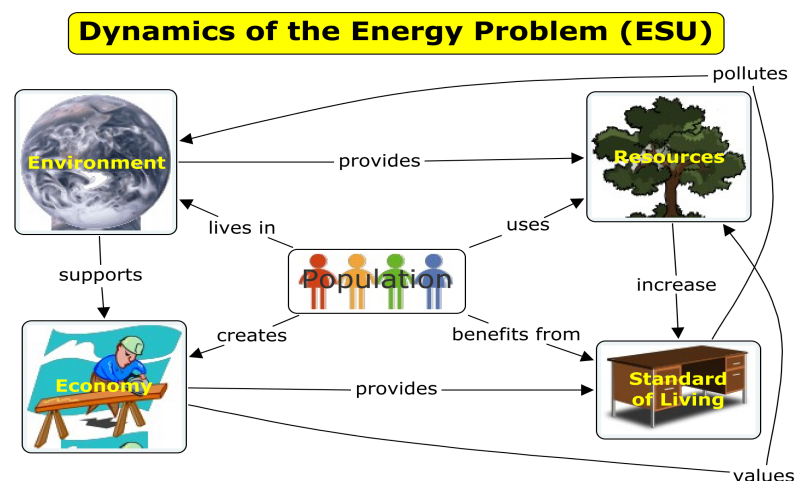 Dynamics of the Energy Problem (ESU)
pollutes
Environment
provides
Resources
lives in
uses
supports
Population
increase
creates
benefits from
Economy
provides
Standard
of Living
values